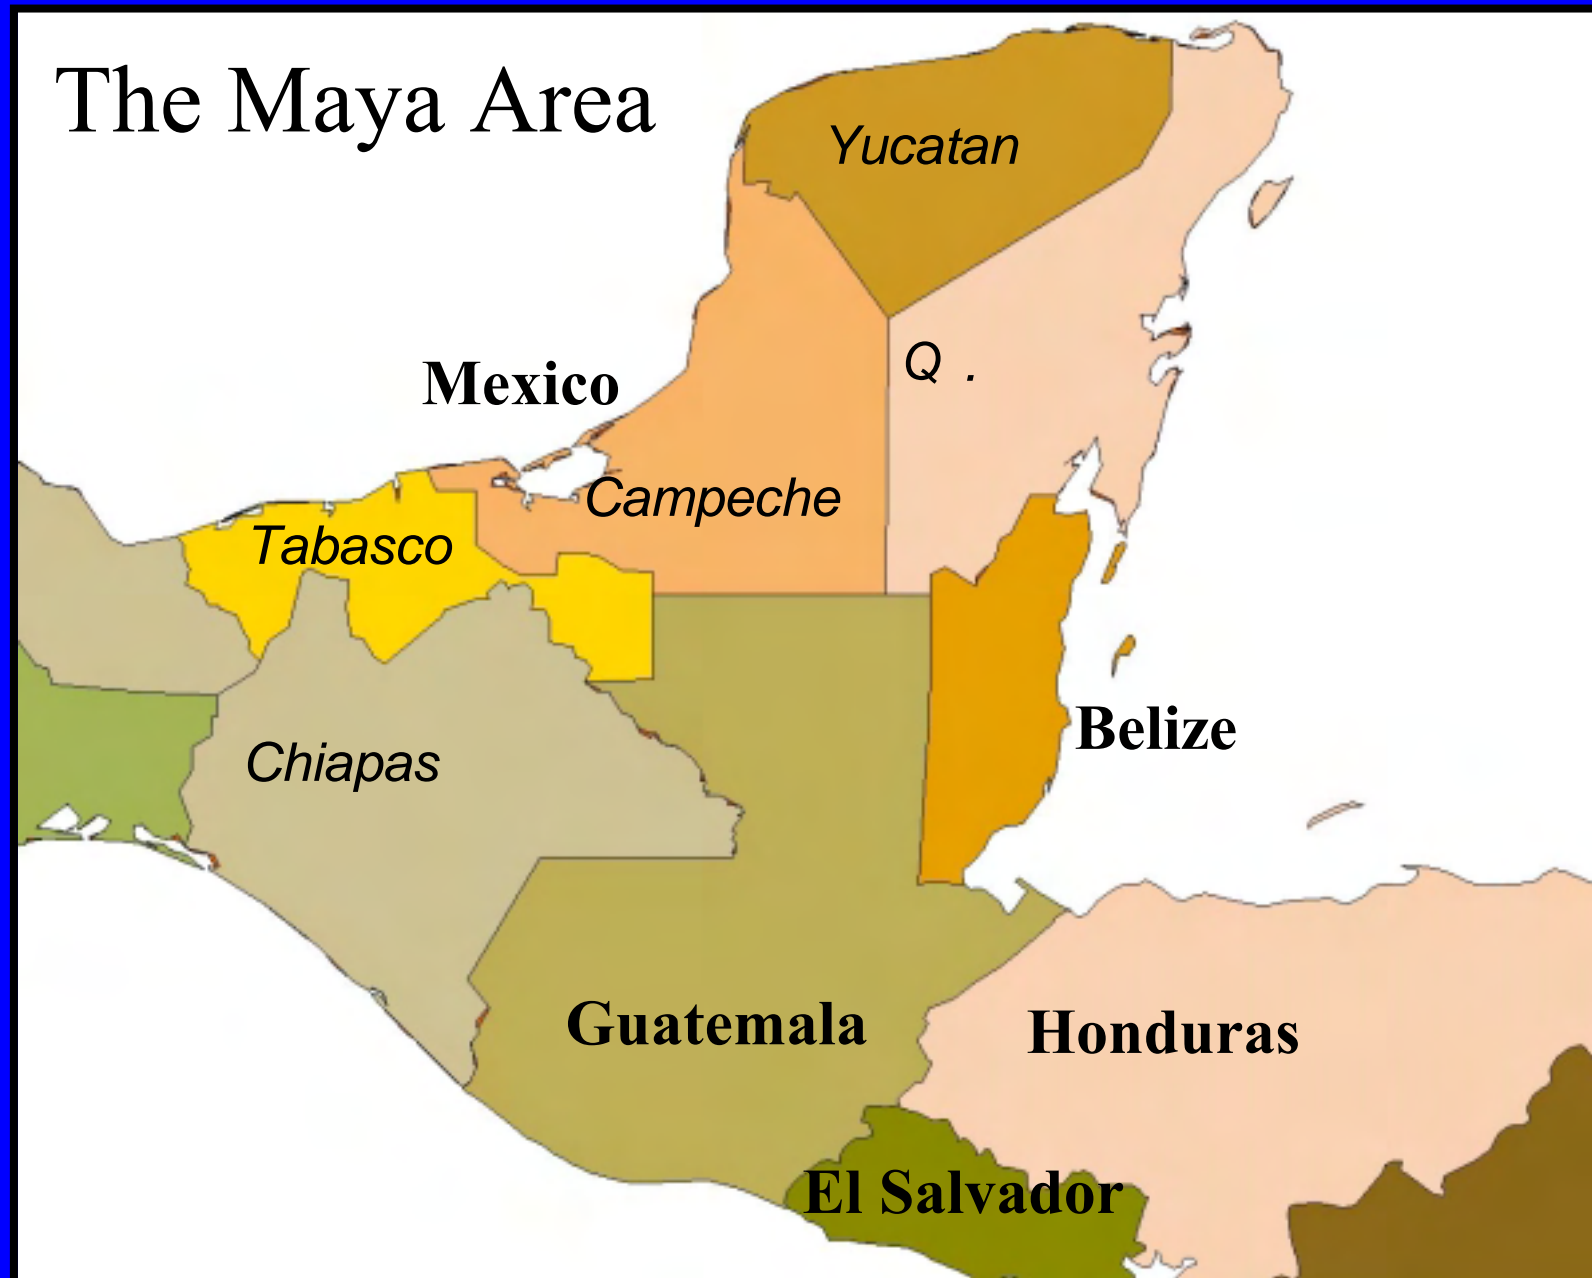 The Maya Area
Yucatan
Q .
Mexico
Campeche
Tabasco
Belize
Chiapas
Guatemala
Honduras
El Salvador